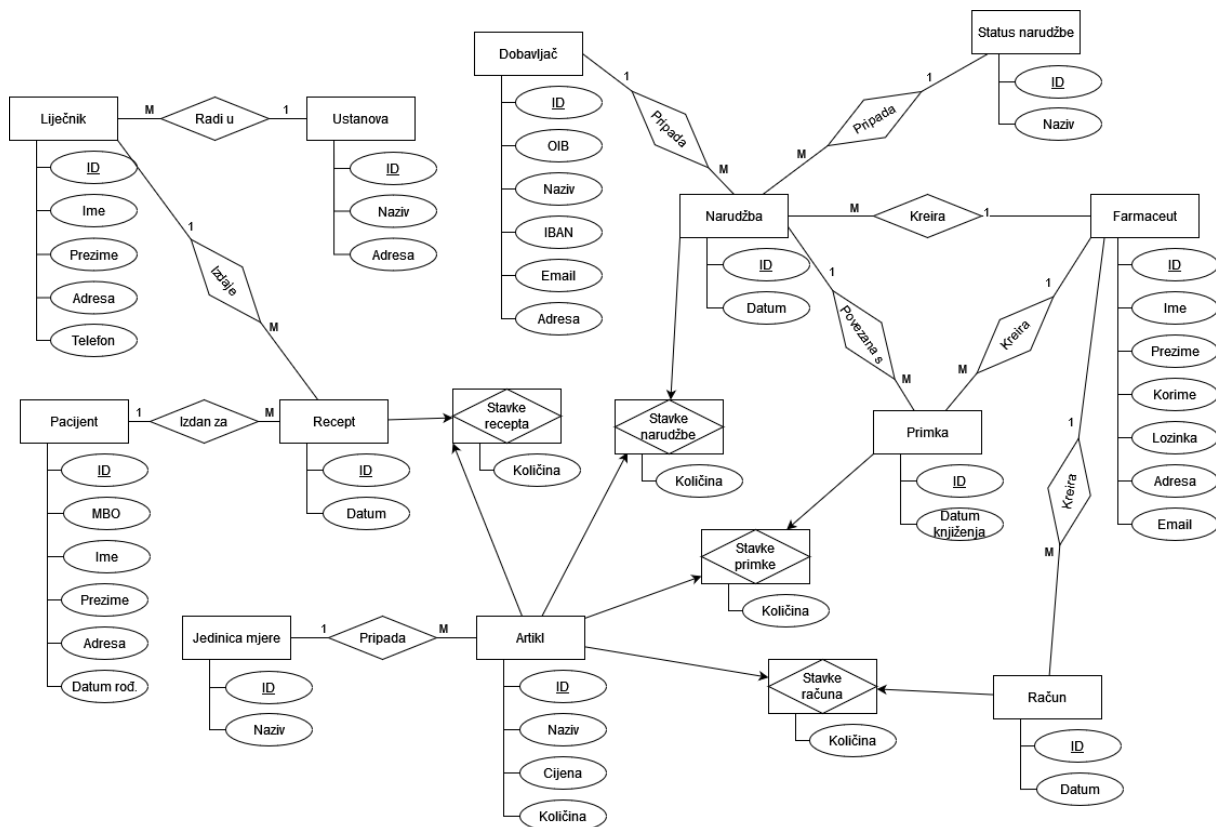 Dobavljač
Status narudžbe
1
1
ID
ID
M
1
Liječnik
Radi u
Ustanova
Pripada
Pripada
Naziv
OIB
M
ID
ID
M
Naziv
Ime
Naziv
Narudžba
M
Kreira
1
Farmaceut
IBAN
1
Prezime
Adresa
ID
ID
Email
Izdaje
Adresa
Datum
1
Ime
Adresa
M
Telefon
Povezana s
Kreira
Prezime
M
M
Korime
Pacijent
1
Izdan za
M
Recept
Stavke
recepta
Stavke
narudžbe
Primka
1
Lozinka
ID
ID
Količina
Količina
ID
Adresa
MBO
Datum
Datum
knjiženja
Kreira
Email
Ime
Stavke
primke
M
Prezime
Količina
Jedinica mjere
1
Pripada
M
Artikl
Adresa
Datum rođ.
ID
ID
Stavke
računa
Račun
Naziv
Naziv
Količina
ID
Cijena
Datum
Količina